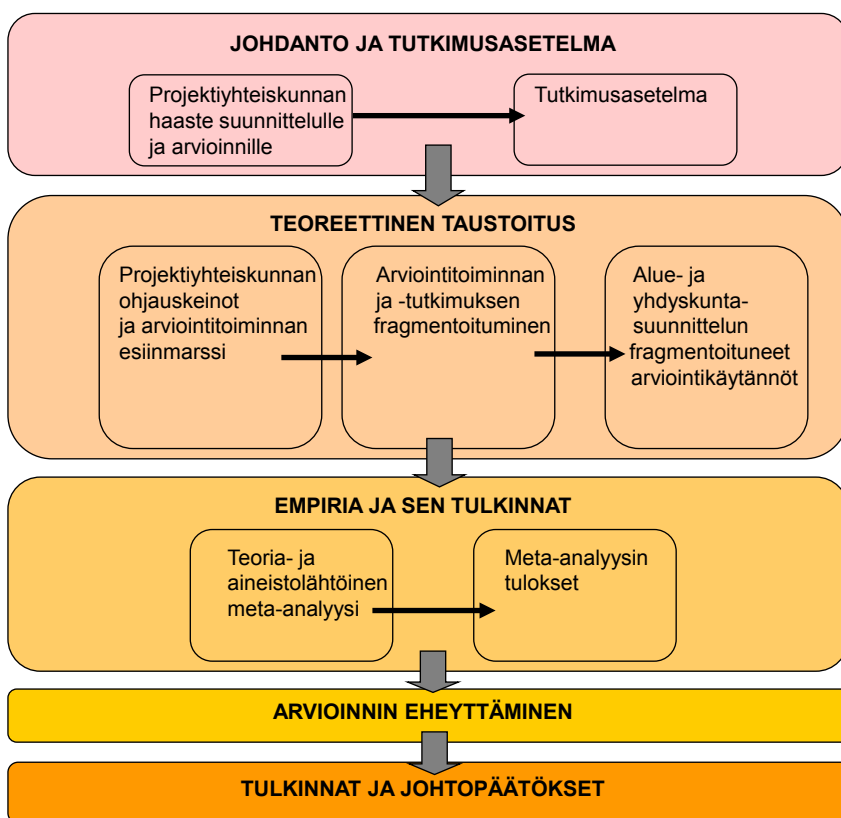 JOHDANTO JA TUTKIMUSASETELMA
Projektiyhteiskunnan
haaste suunnittelulle
ja arvioinnille
Tutkimusasetelma
TEOREETTINEN TAUSTOITUS
Projektiyhteiskunnan
ohjauskeinot
ja arviointitoiminnan
esiinmarssi
Arviointitoiminnan
ja -tutkimuksen
fragmentoituminen
Alue- ja
yhdyskunta-
suunnittelun
fragmentoituneet
arviointikäytännöt
EMPIRIA JA SEN TULKINNAT
Teoria- ja
aineistolähtöinen
meta-analyysi
Meta-analyysin
tulokset
ARVIOINNIN EHEYTTÄMINEN
TULKINNAT JA JOHTOPÄÄTÖKSET